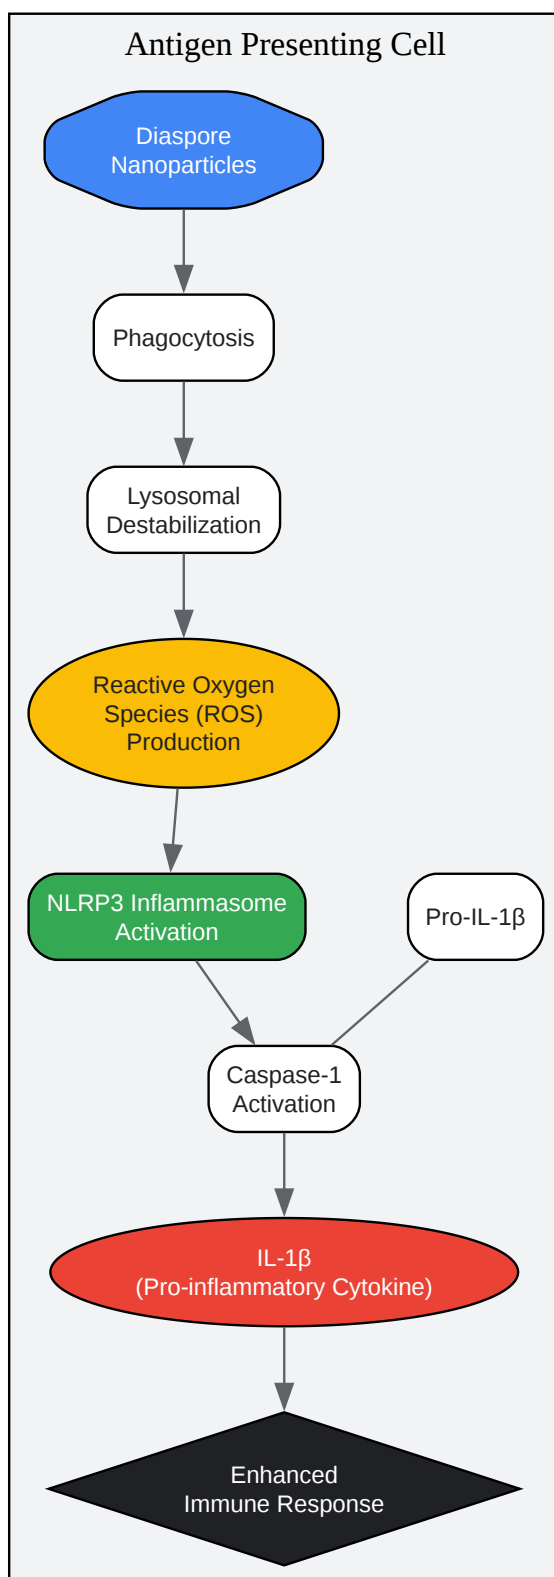 Antigen Presenting Cell
Diaspore
Nanoparticles
Phagocytosis
Lysosomal
Destabilization
Reactive Oxygen
Species (ROS)
Production
NLRP3 Inflammasome
Activation
Pro-IL-1β
Caspase-1
Activation
IL-1β
(Pro-inflammatory Cytokine)
Enhanced
Immune Response